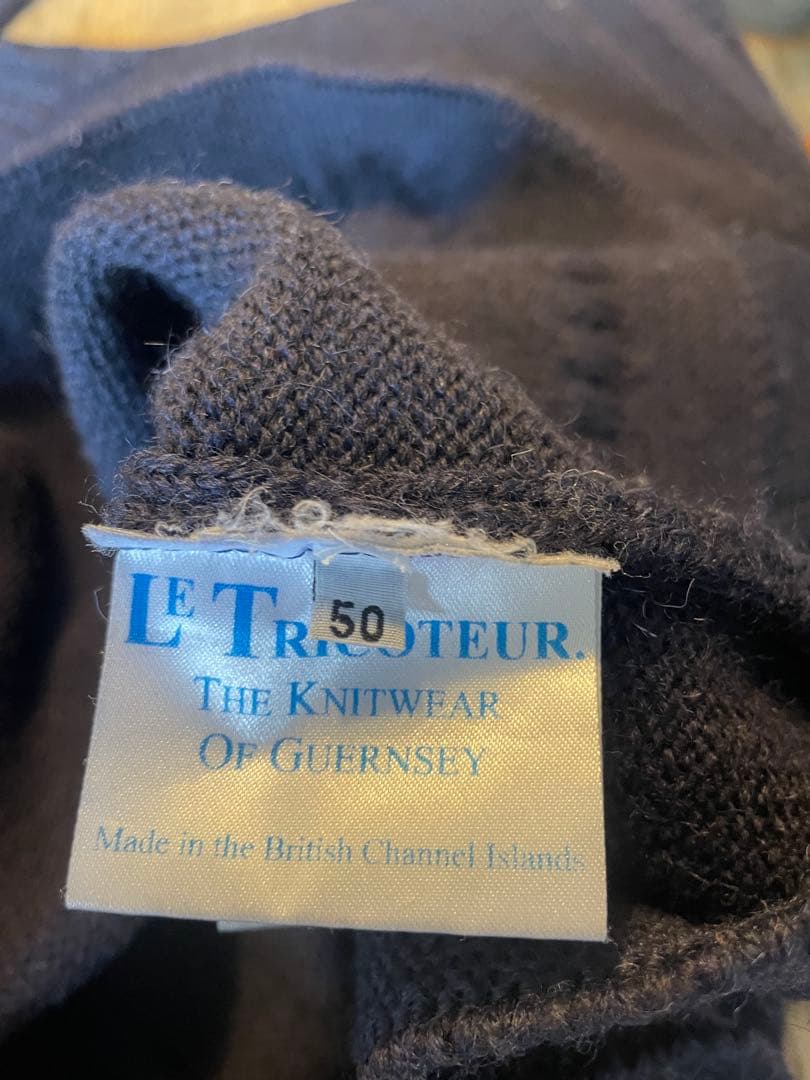 LE TRICOTEUR.
50
THE KNITWEAR
OF GUERNSEY
Made in the British Channel Islands